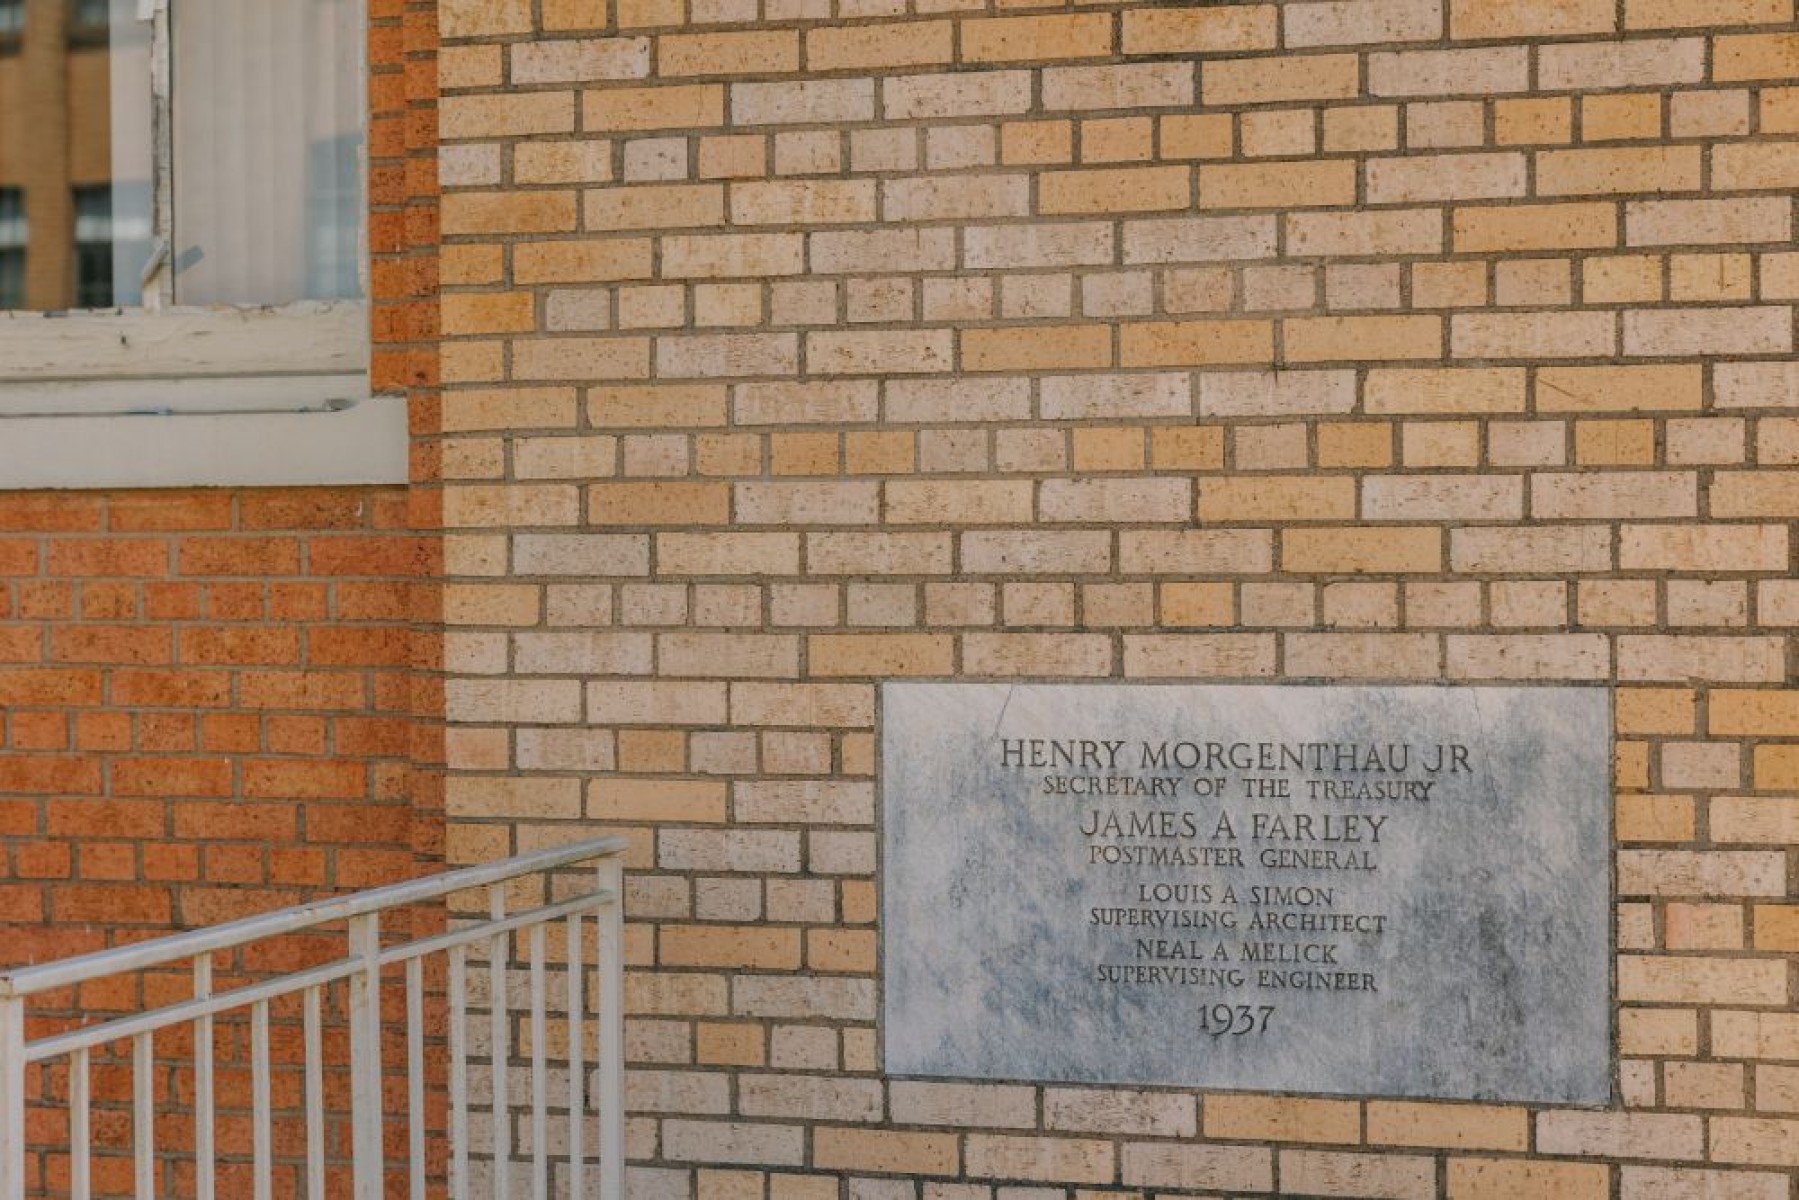 HENRY MORGENTHAU JR
SECRETARY OF THE TREASURY
JAMES A FARLEY
POSTMASTER GENERAL
LOUIS A SIMON
SUPERVISING ARCHITECT
NEAL A MELICK
SUPERVISING ENGINEER
1937